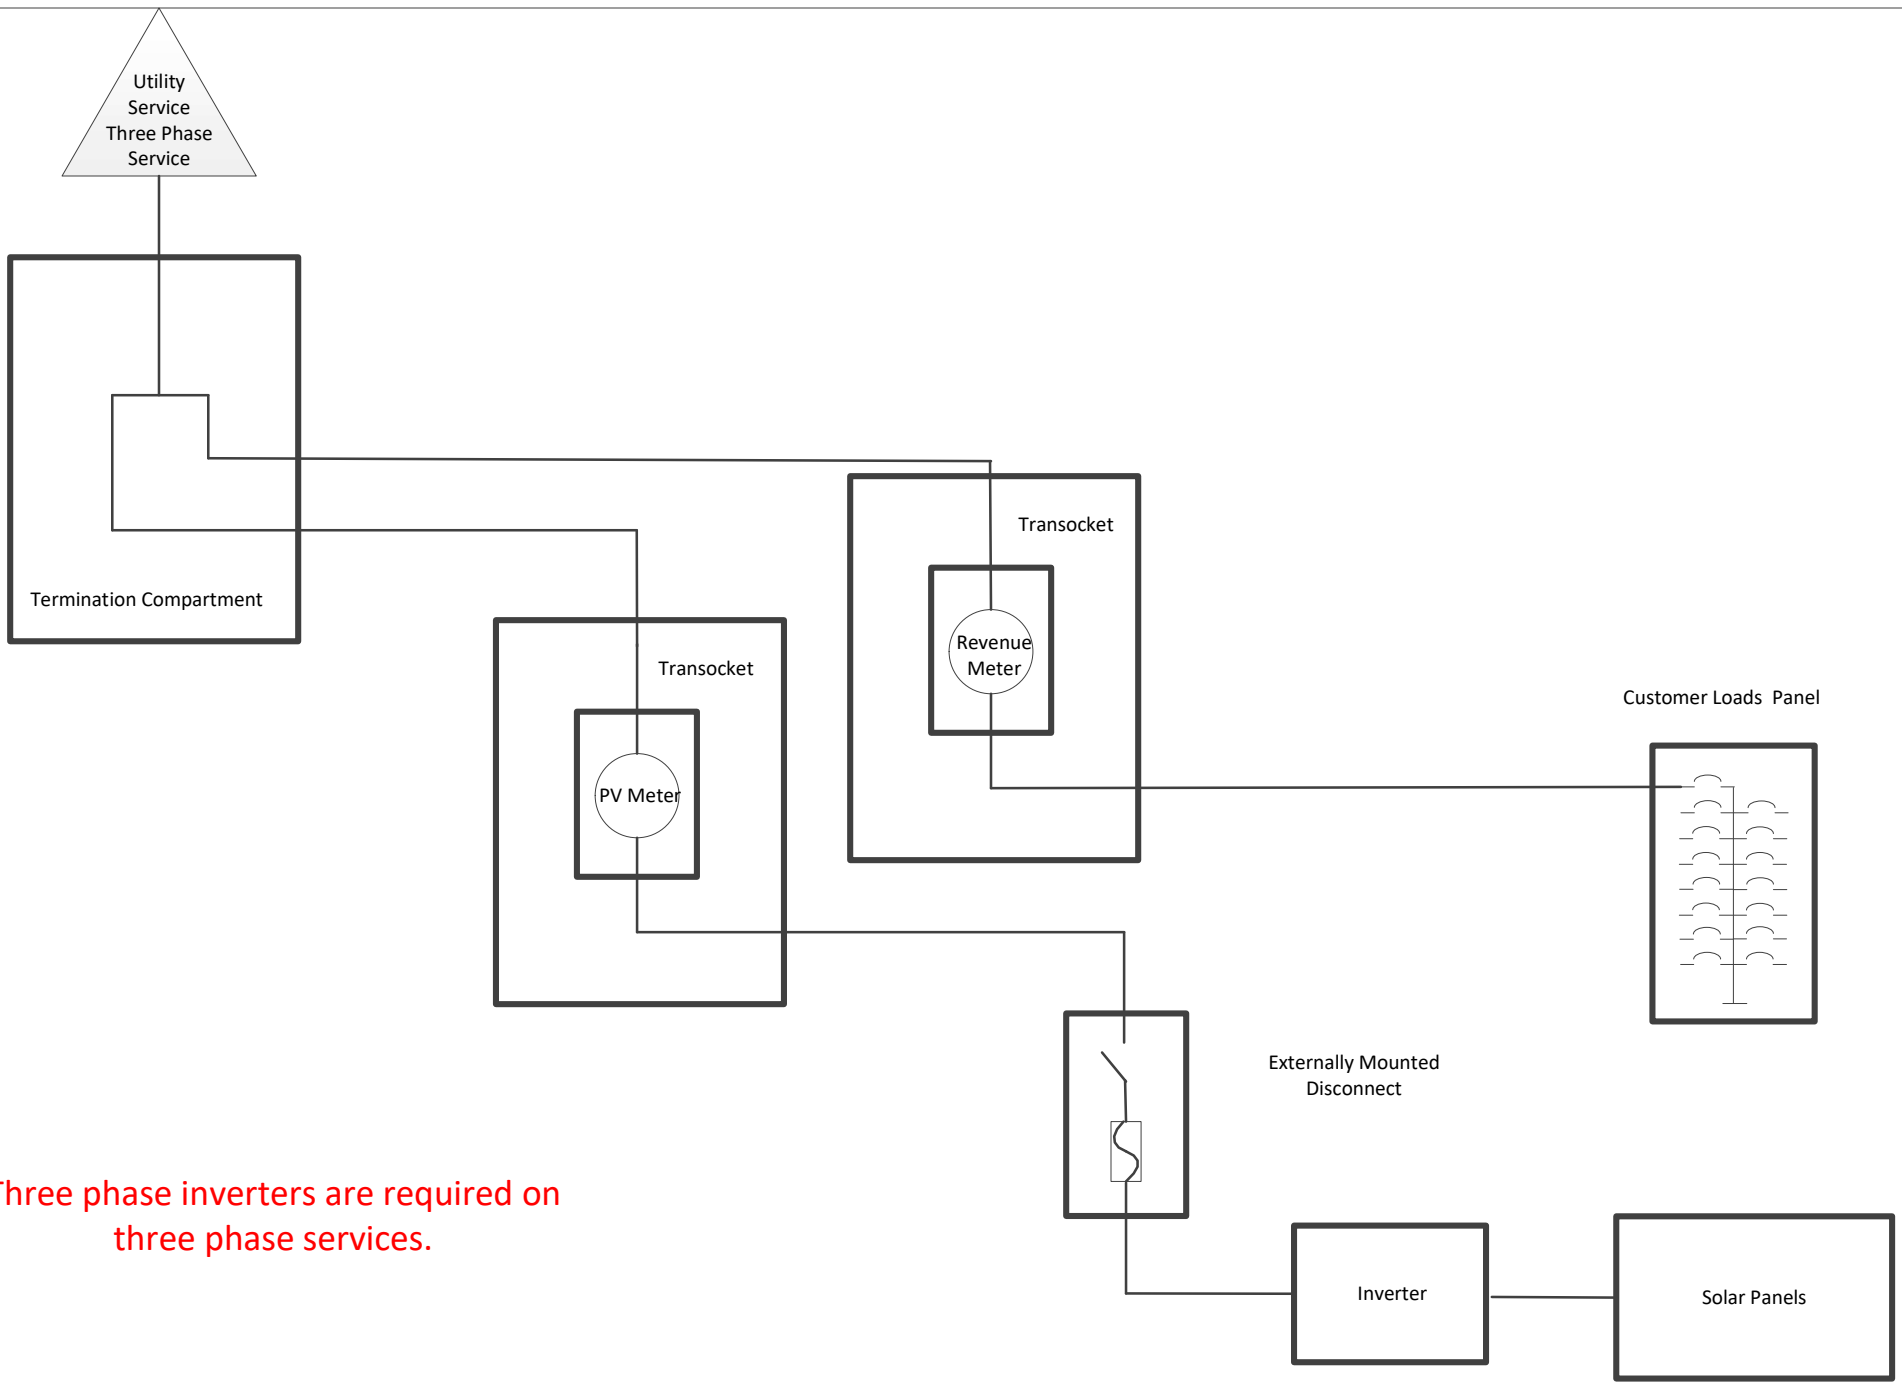 Utility
Service
Three Phase
Service
Termination Compartment
Transocket
Revenue
Meter
Transocket
PV Meter
Customer Loads  Panel
Externally Mounted
Disconnect
Three phase inverters are required on
three phase services.
Inverter
Solar Panels